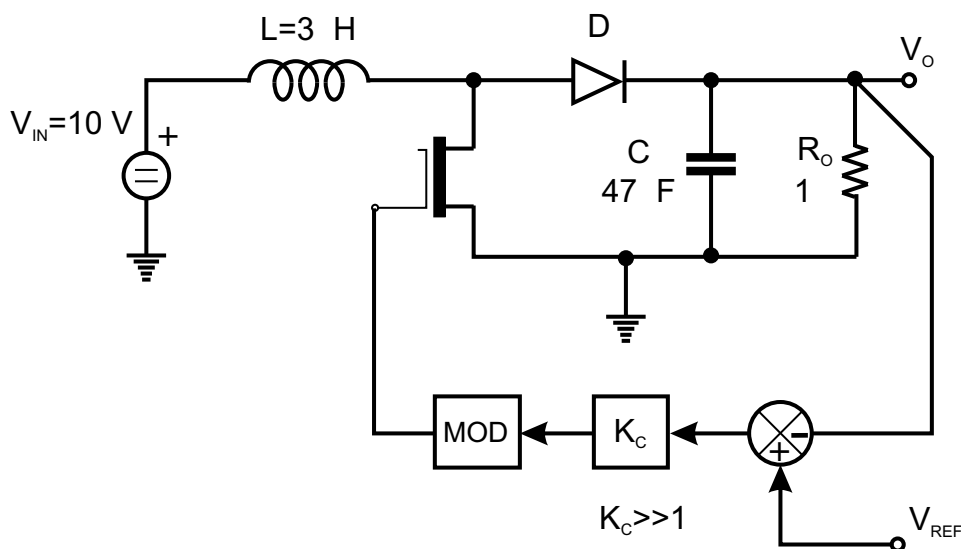 L=3 H
D
V_O
V_IN=10 V
+
C
47 F
R_O
1
MOD
K_C
-
+
K_C>>1
V_REF